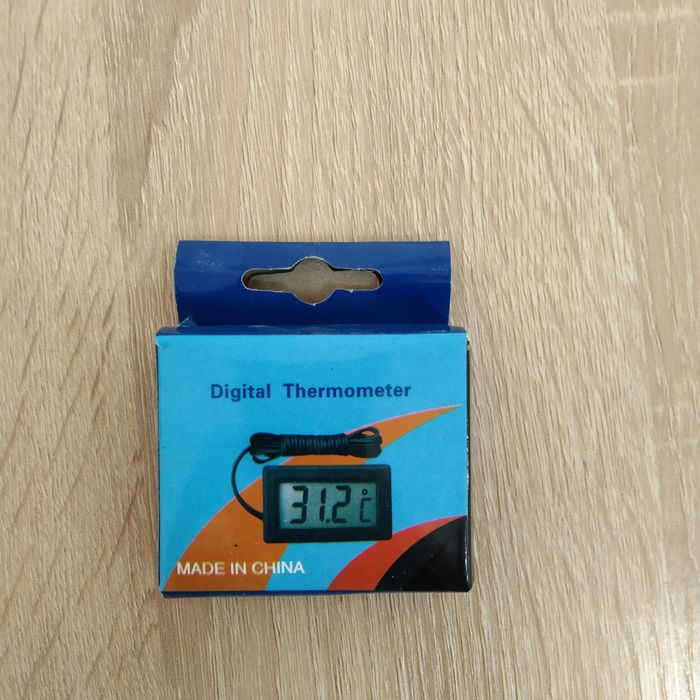 Digital Thermometer
31.2°C
MADE IN CHINA